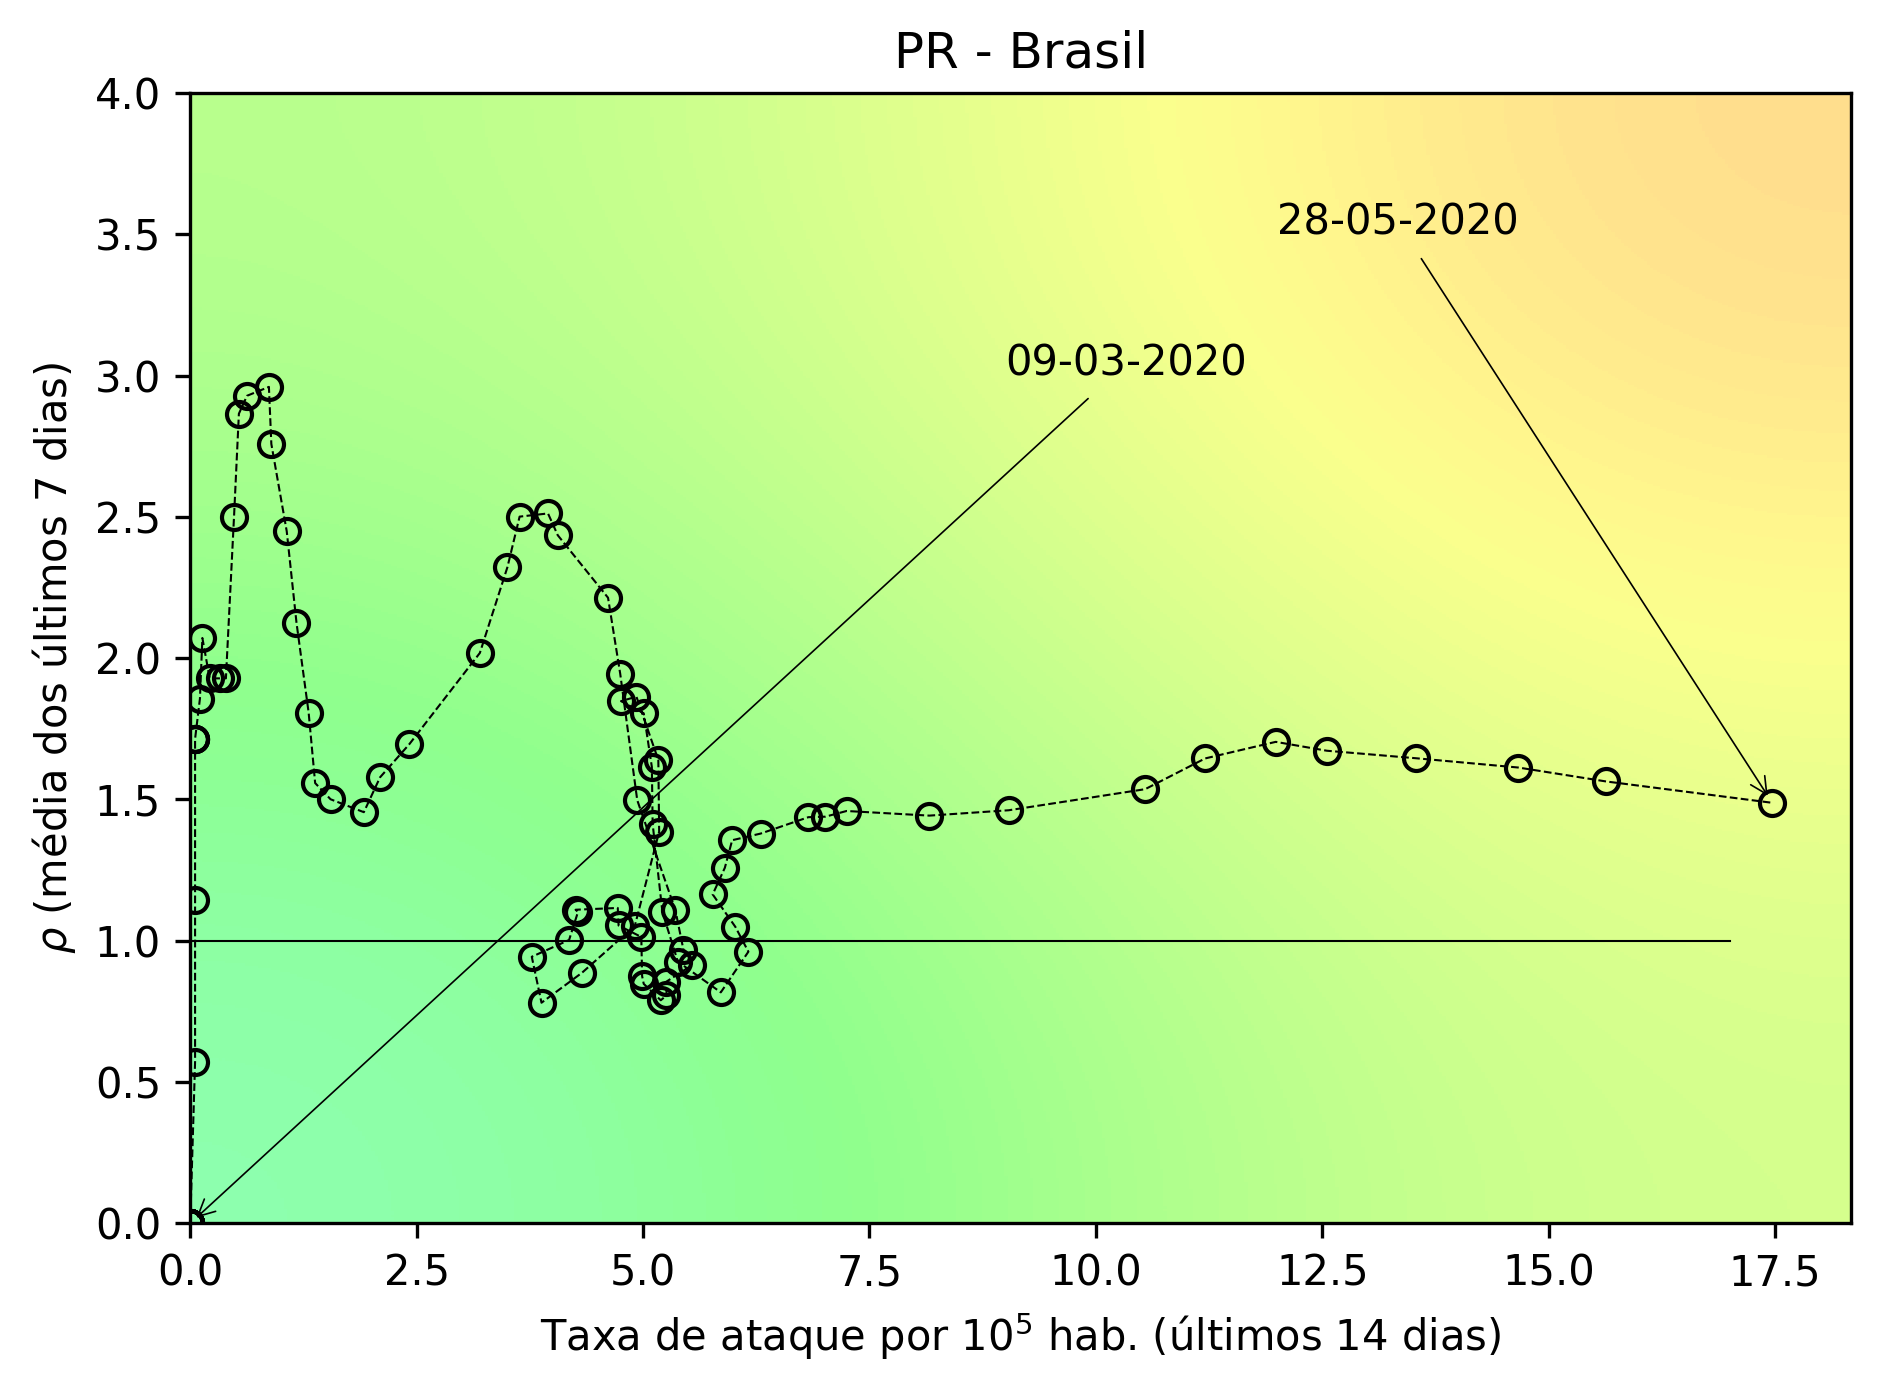 PR - Brasil
4.0
3.5
3.0
2.5
2.0
1.5
1.0
0.5
0.0
ρ (média dos últimos 7 dias)
28-05-2020
09-03-2020
0.0 2.5 5.0 7.5 10.0 12.5 15.0 17.5
Taxa de ataque por 10⁵ hab. (últimos 14 dias)